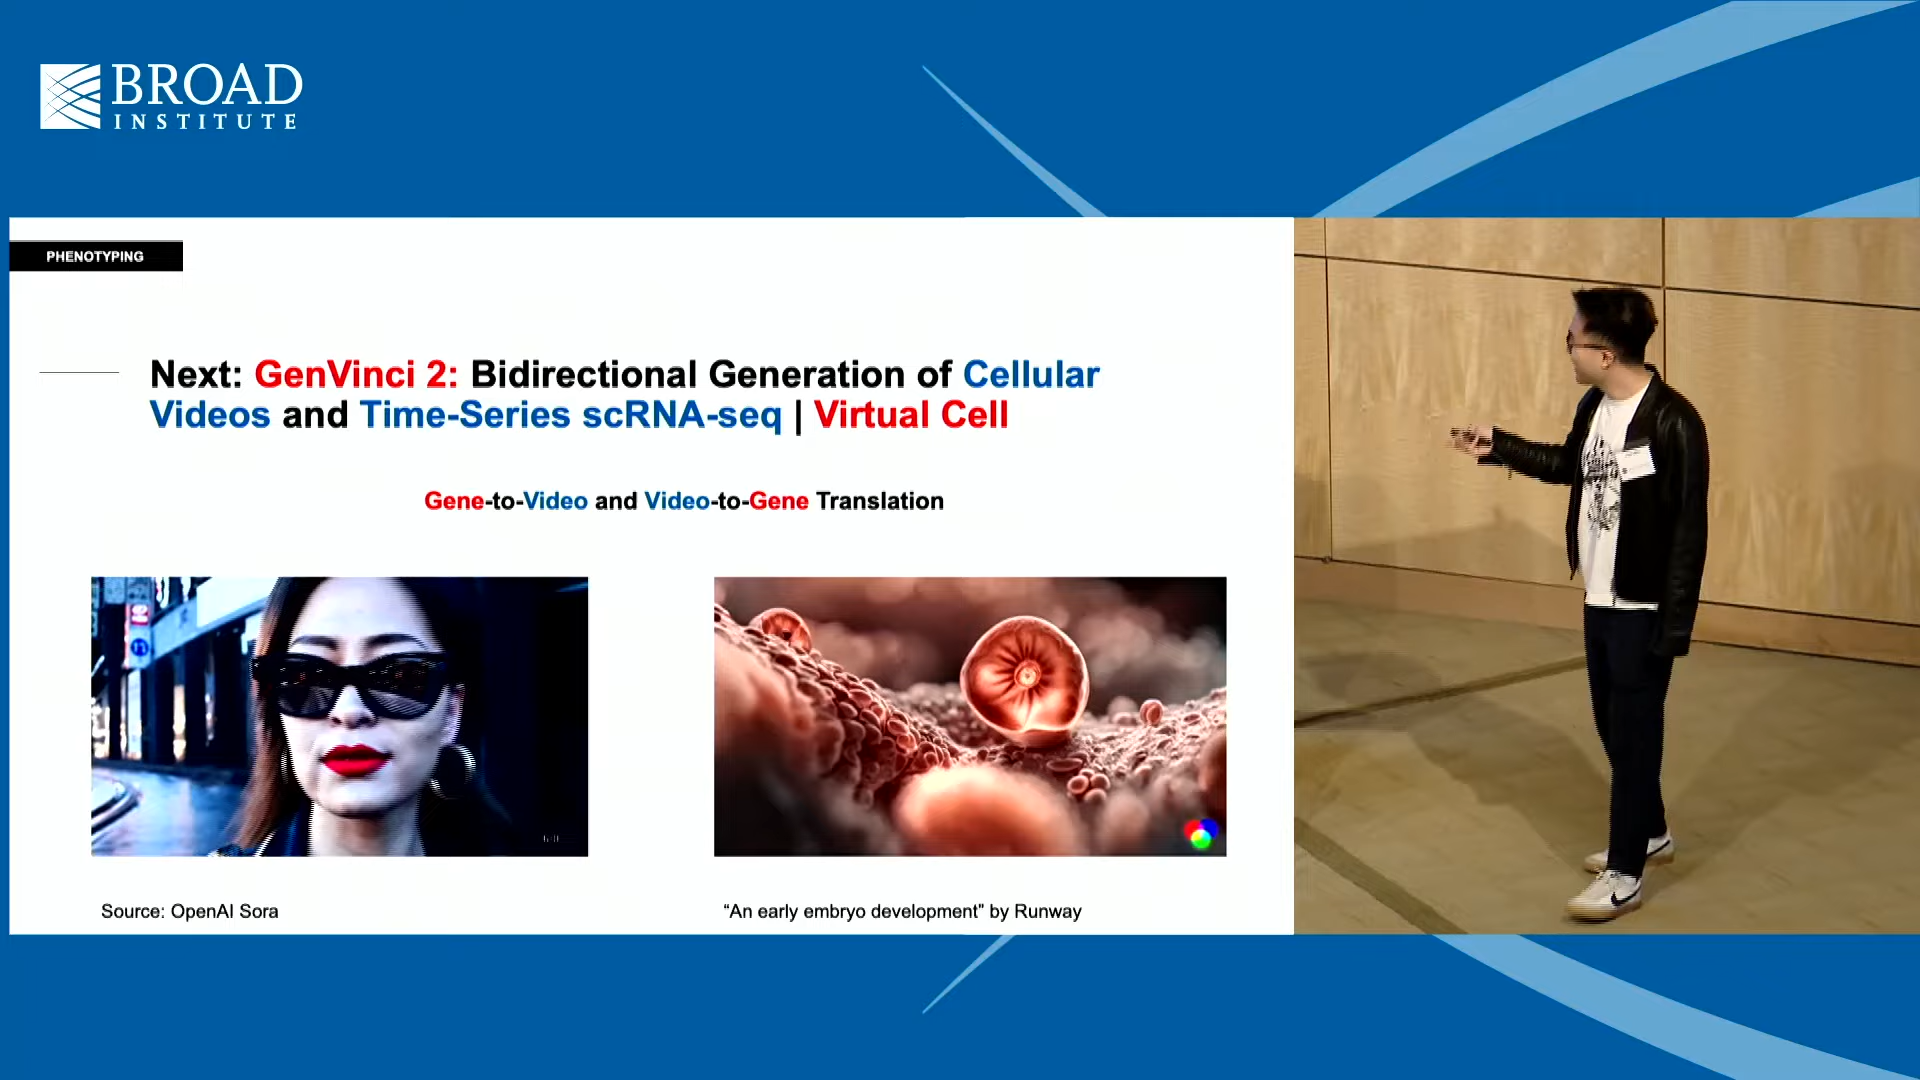 BROAD
INSTITUTE
PHENOTYPING
Next: GenVinci 2: Bidirectional Generation of Cellular
Videos and Time-Series scRNA-seq | Virtual Cell
Gene-to-Video and Video-to-Gene Translation
Source: OpenAI Sora
“An early embryo development” by Runway